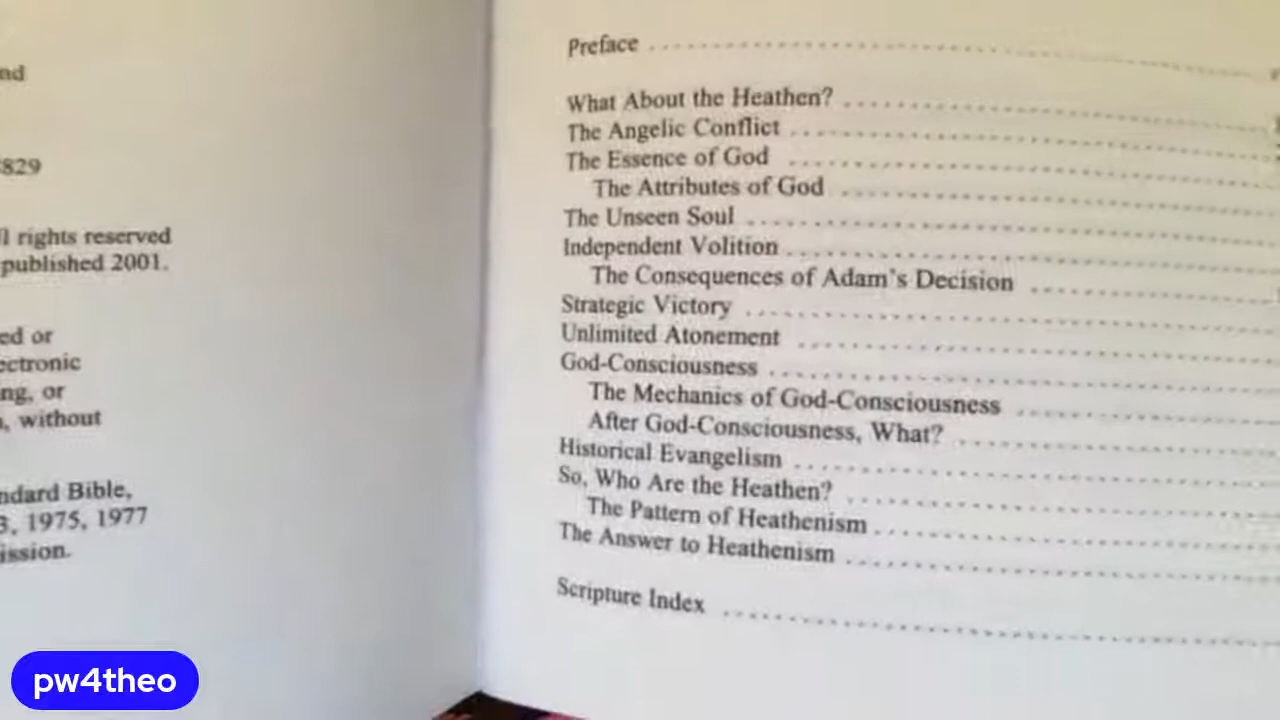 nd
829
l rights reserved
published 2001.
ed or
ectronic
ng, or
, without
ndard Bible,
3, 1975, 1977
ission.
Preface
What About the Heathen?
The Angelic Conflict
The Essence of God
The Attributes of God
The Unseen Soul
Independent Volition
The Consequences of Adam's Decision
Strategic Victory
Unlimited Atonement
God-Consciousness
The Mechanics of God-Consciousness
After God-Consciousness, What?
Historical Evangelism
So, Who Are the Heathen?
The Pattern of Heathenism
The Answer to Heathenism
Scripture Index
pw4theo